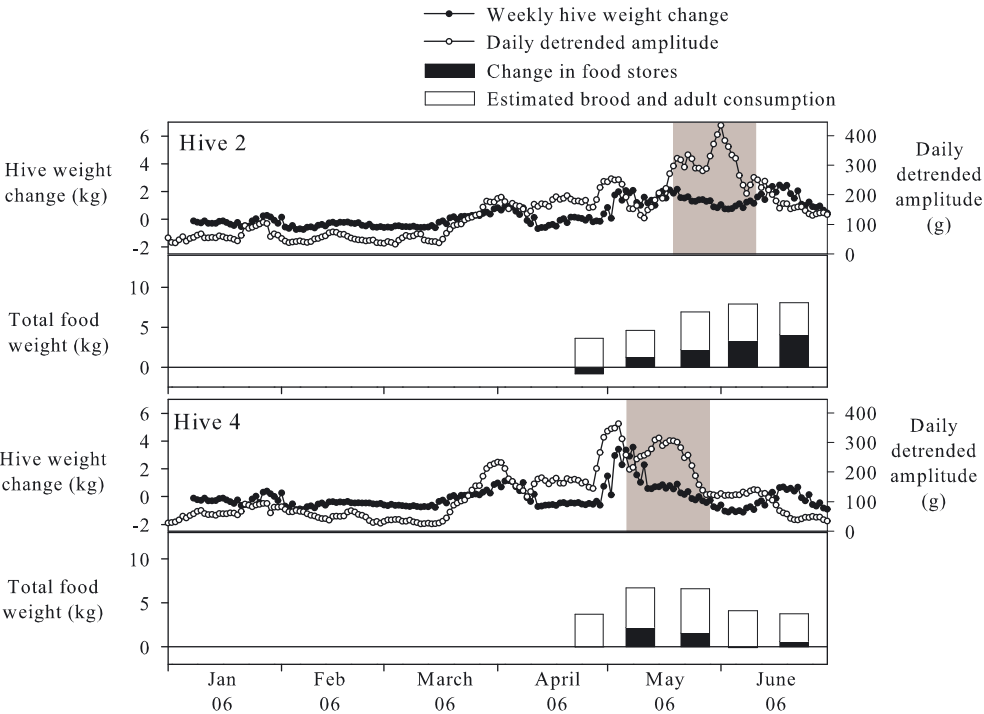 Weekly hive weight change
Daily detrended amplitude
Change in food stores
Estimated brood and adult consumption
Hive 2
Hive weight
change (kg)
6
4
2
0
-2
400
300
200
100
0
Daily
detrended
amplitude
(g)
Total food
weight (kg)
10
5
0
Hive 4
Hive weight
change (kg)
6
4
2
0
-2
400
300
200
100
0
Daily
detrended
amplitude
(g)
Total food
weight (kg)
10
5
0
Jan Feb March April May June
06 06 06 06 06 06